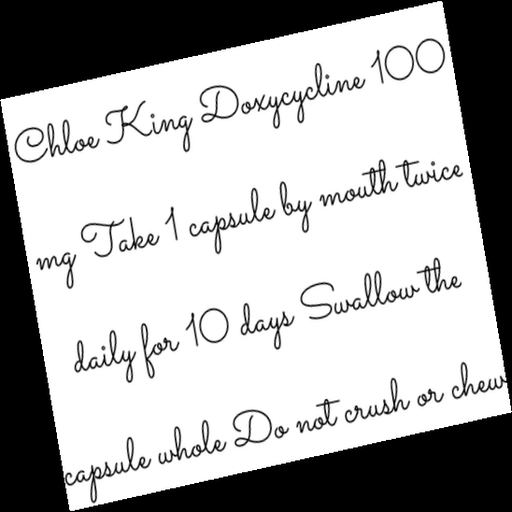 Chloe King Doxycycline 100
mg Take 1 capsule by mouth twice
daily for 10 days Swallow the
capsule whole Do not crush or chew